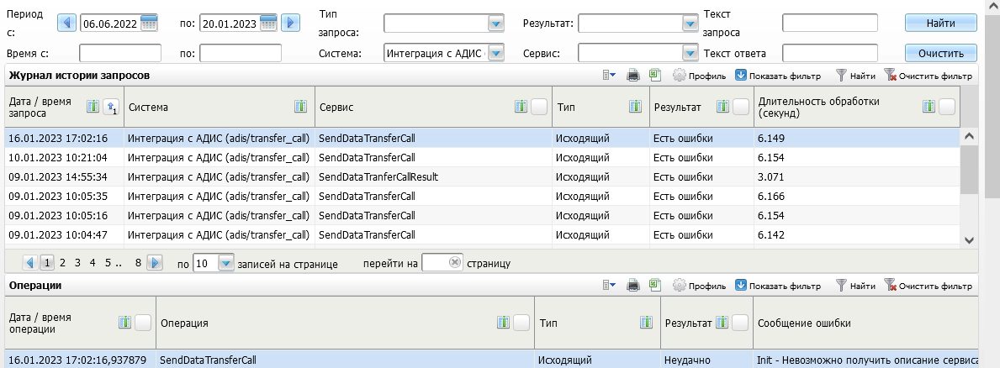 Период с: 06.06.2022 по: 20.01.2023 Тип запроса: Результат: Текст запроса Найти
Время с: по: Система: Интеграция с АДИС ( Сервис: Текст ответа Очистить
Журнал истории запросов Профиль Показать фильтр Найти Очистить фильтр
Дата / время запроса 1 Система Сервис Тип Результат Длительность обработки (секунд)
16.01.2023 17:02:16 Интеграция с АДИС (adis/transfer_call) SendDataTransferCall Исходящий Есть ошибки 6.149
10.01.2023 10:21:04 Интеграция с АДИС (adis/transfer_call) SendDataTransferCall Исходящий Есть ошибки 6.154
09.01.2023 14:55:34 Интеграция с АДИС (adis/transfer_call) SendDataTranferCallResult Исходящий Есть ошибки 3.071
09.01.2023 10:05:35 Интеграция с АДИС (adis/transfer_call) SendDataTransferCall Исходящий Есть ошибки 6.166
09.01.2023 10:05:16 Интеграция с АДИС (adis/transfer_call) SendDataTransferCall Исходящий Есть ошибки 6.154
09.01.2023 10:04:47 Интеграция с АДИС (adis/transfer_call) SendDataTransferCall Исходящий Есть ошибки 6.142
1 2 3 4 5 .. 8 по 10 записей на странице перейти на страницу
Операции Профиль Показать фильтр Найти Очистить фильтр
Дата / время операции Операция Тип Результат Сообщение ошибки
16.01.2023 17:02:16,937879 SendDataTransferCall Исходящий Неудачно Init - Невозможно получить описание сервиса